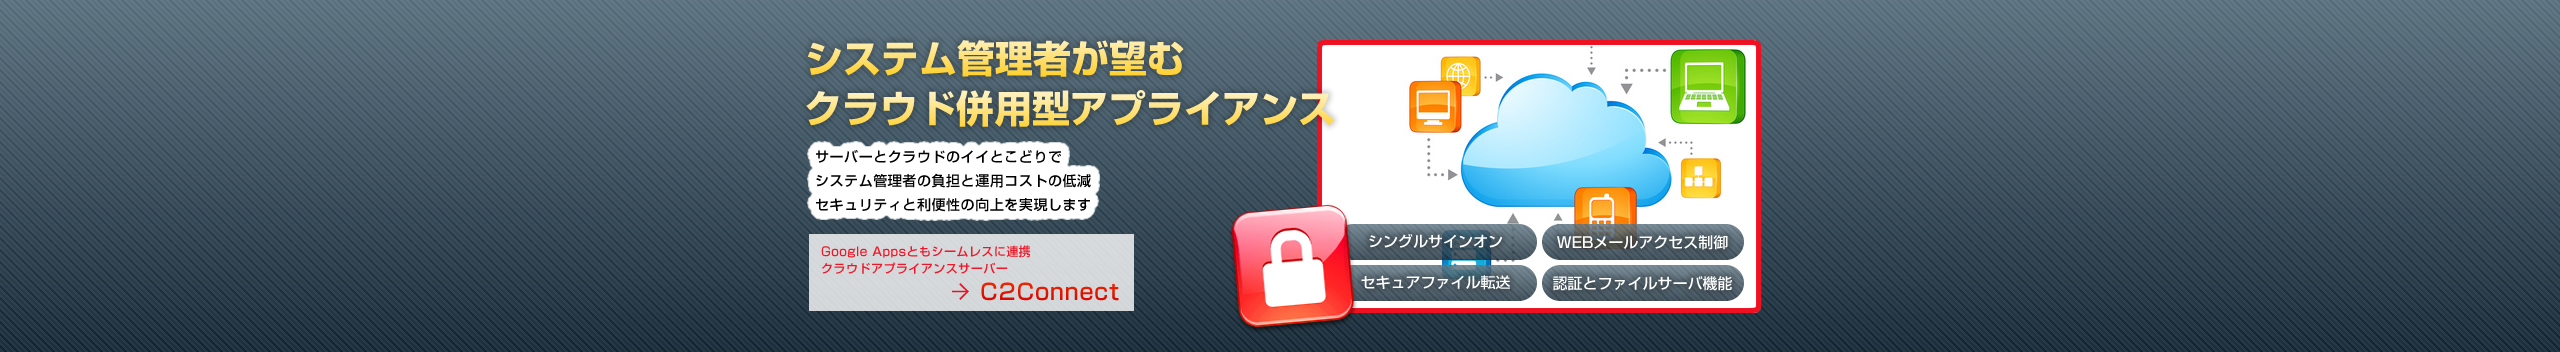 システム管理者が望む
クラウド併用型アプライアンス
サーバーとクラウドのイイとこどりで
システム管理者の負担と運用コストの低減
セキュリティと利便性の向上を実現します
Google Appsともシームレスに連携
クラウドアプライアンスサーバー
→ C2Connect
シングルサインオン
WEBメールアクセス制御
セキュアファイル転送
認証とファイルサーバ機能